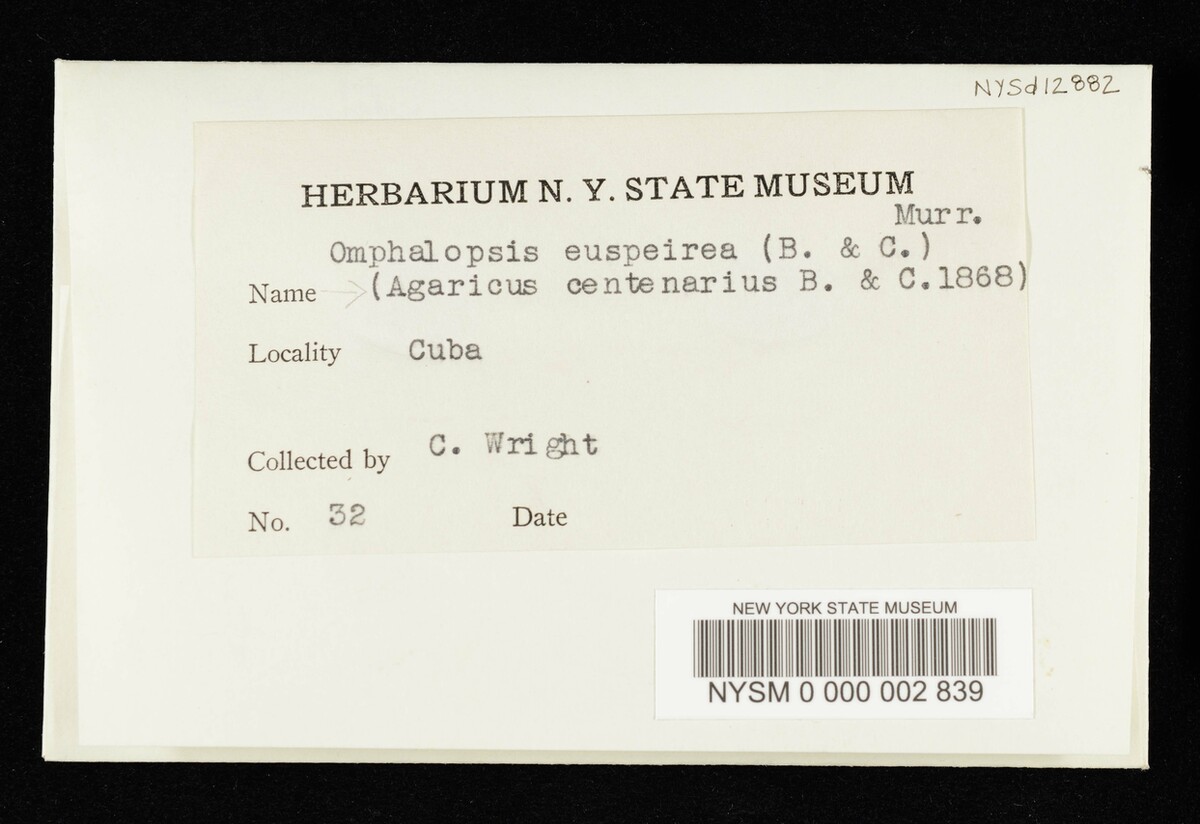 NYSd12882
HERBARIUM N. Y. STATE MUSEUM
Murr.
Omphalopsis euspeirea (B. & C.)
Name (Agaricus centenarius B. & C.1868)
Locality Cuba
Collected by C. Wright
No. 32 Date
NEW YORK STATE MUSEUM
NYSM 0 000 002 839